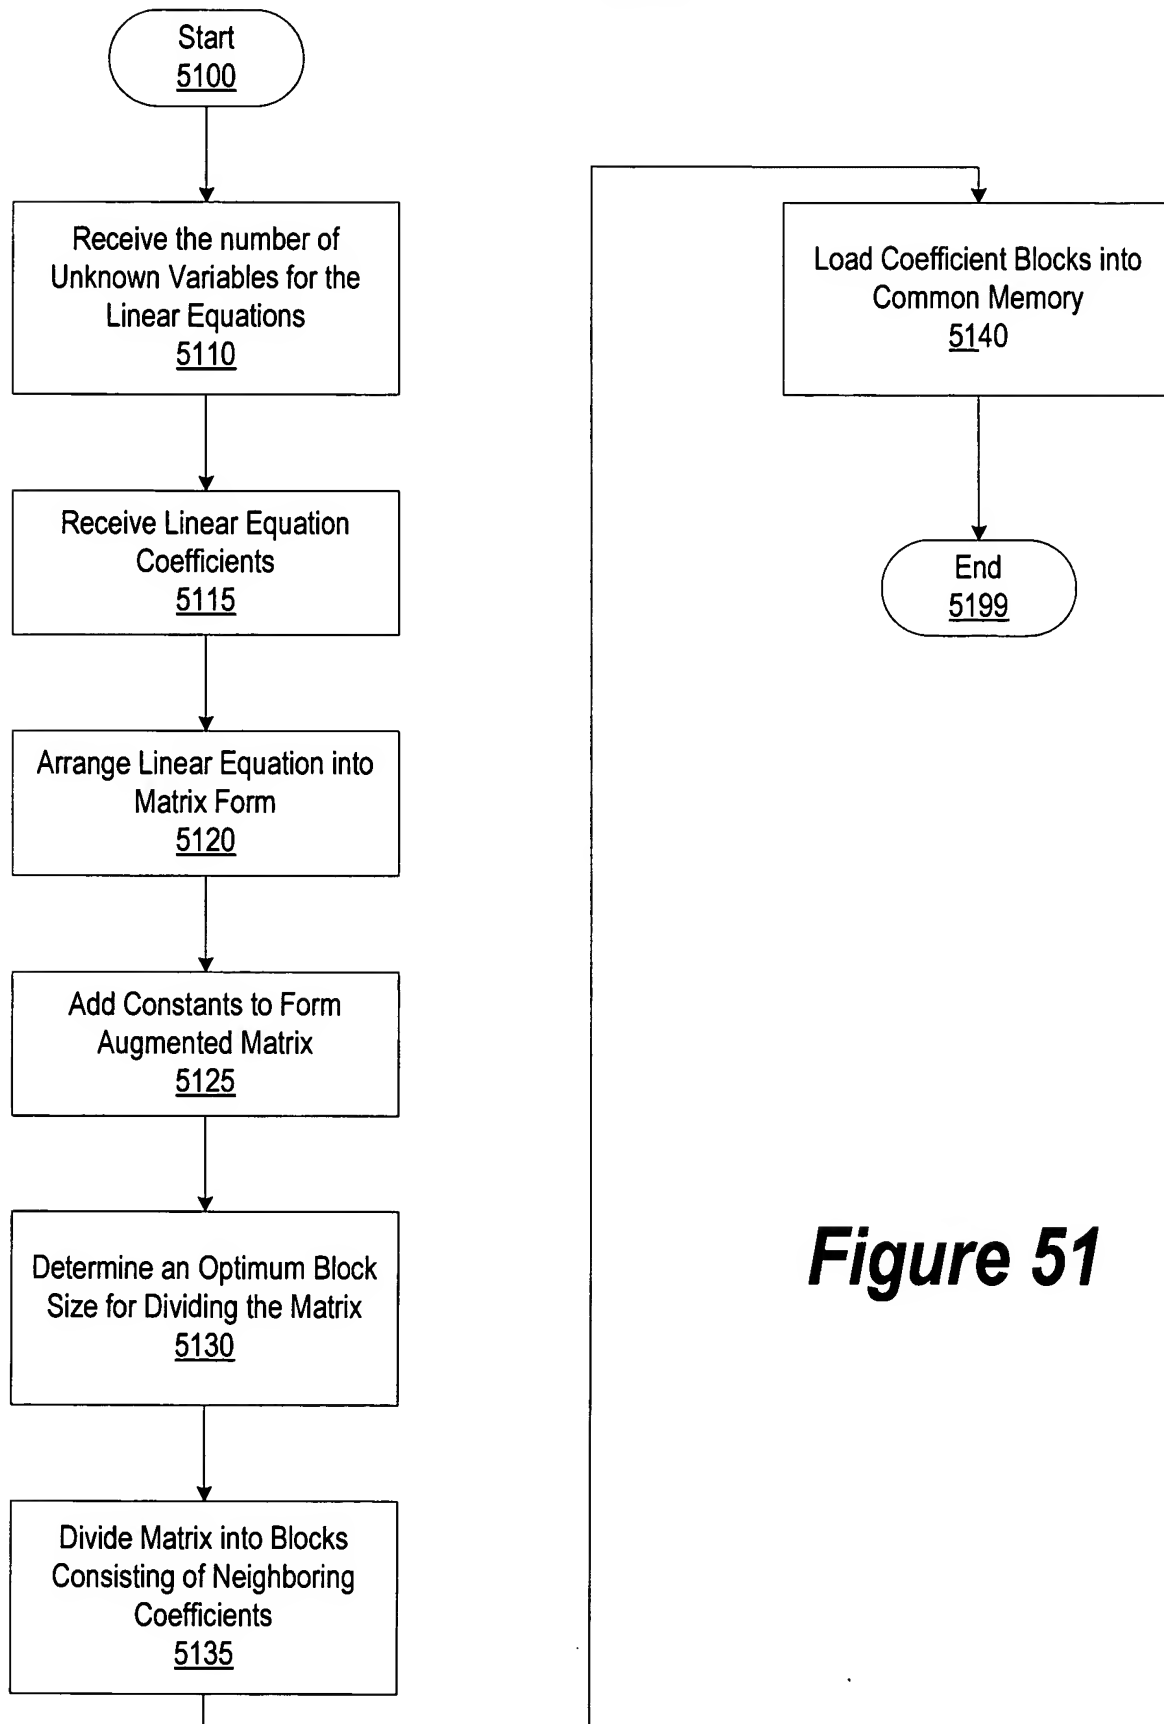 Start
5100
Receive the number of
Unknown Variables for the
Linear Equations
5110
Receive Linear Equation
Coefficients
5115
Arrange Linear Equation into
Matrix Form
5120
Add Constants to Form
Augmented Matrix
5125
Determine an Optimum Block
Size for Dividing the Matrix
5130
Divide Matrix into Blocks
Consisting of Neighboring
Coefficients
5135
Load Coefficient Blocks into
Common Memory
5140
End
5199
Figure 51